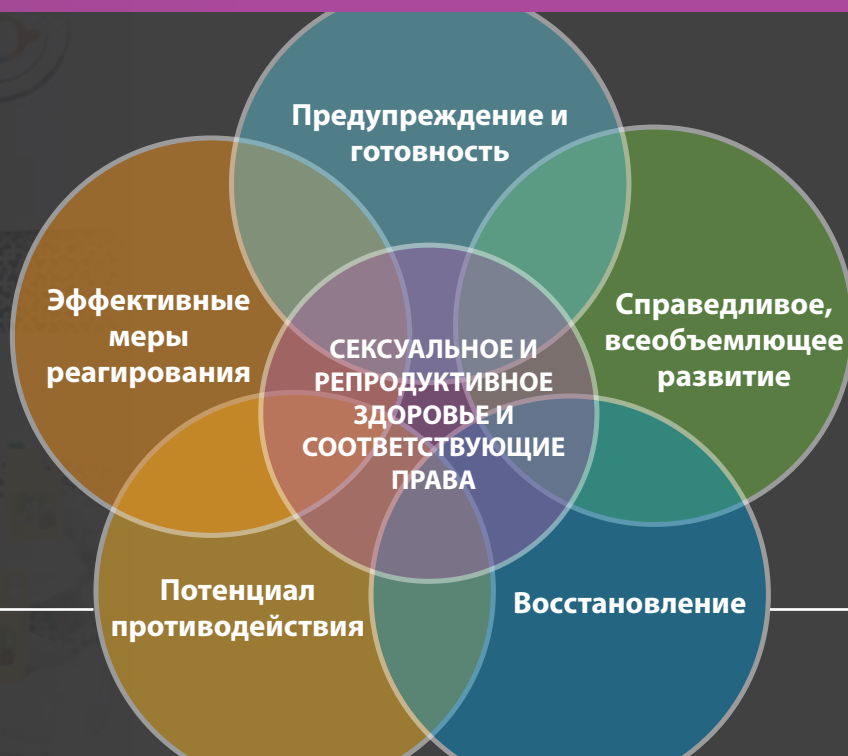 Предупреждение и
готовность
Эффективные
меры
реагирования
Справедливое,
всеобъемлющее
развитие
СЕКСУАЛЬНОЕ И
РЕПРОДУКТИВНОЕ
ЗДОРОВЬЕ И
СООТВЕТСТВУЮЩИЕ
ПРАВА
Потенциал
противодействия
Восстановление